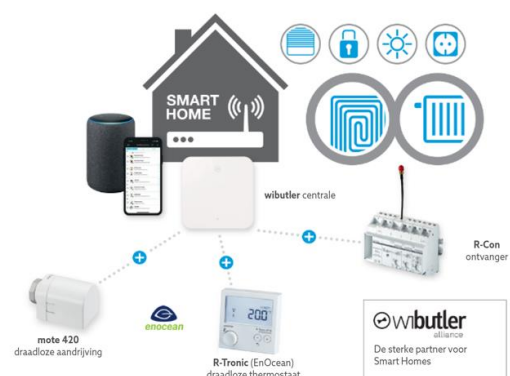 SMART
HOME
wibutler centrale
R-Con
ontvanger
mote 420
draadloze aandrijving
enocean
20.0°
R-Tronic (EnOcean)
draadloze thermostaat
wibutler
alliance
De sterke partner voor
Smart Homes